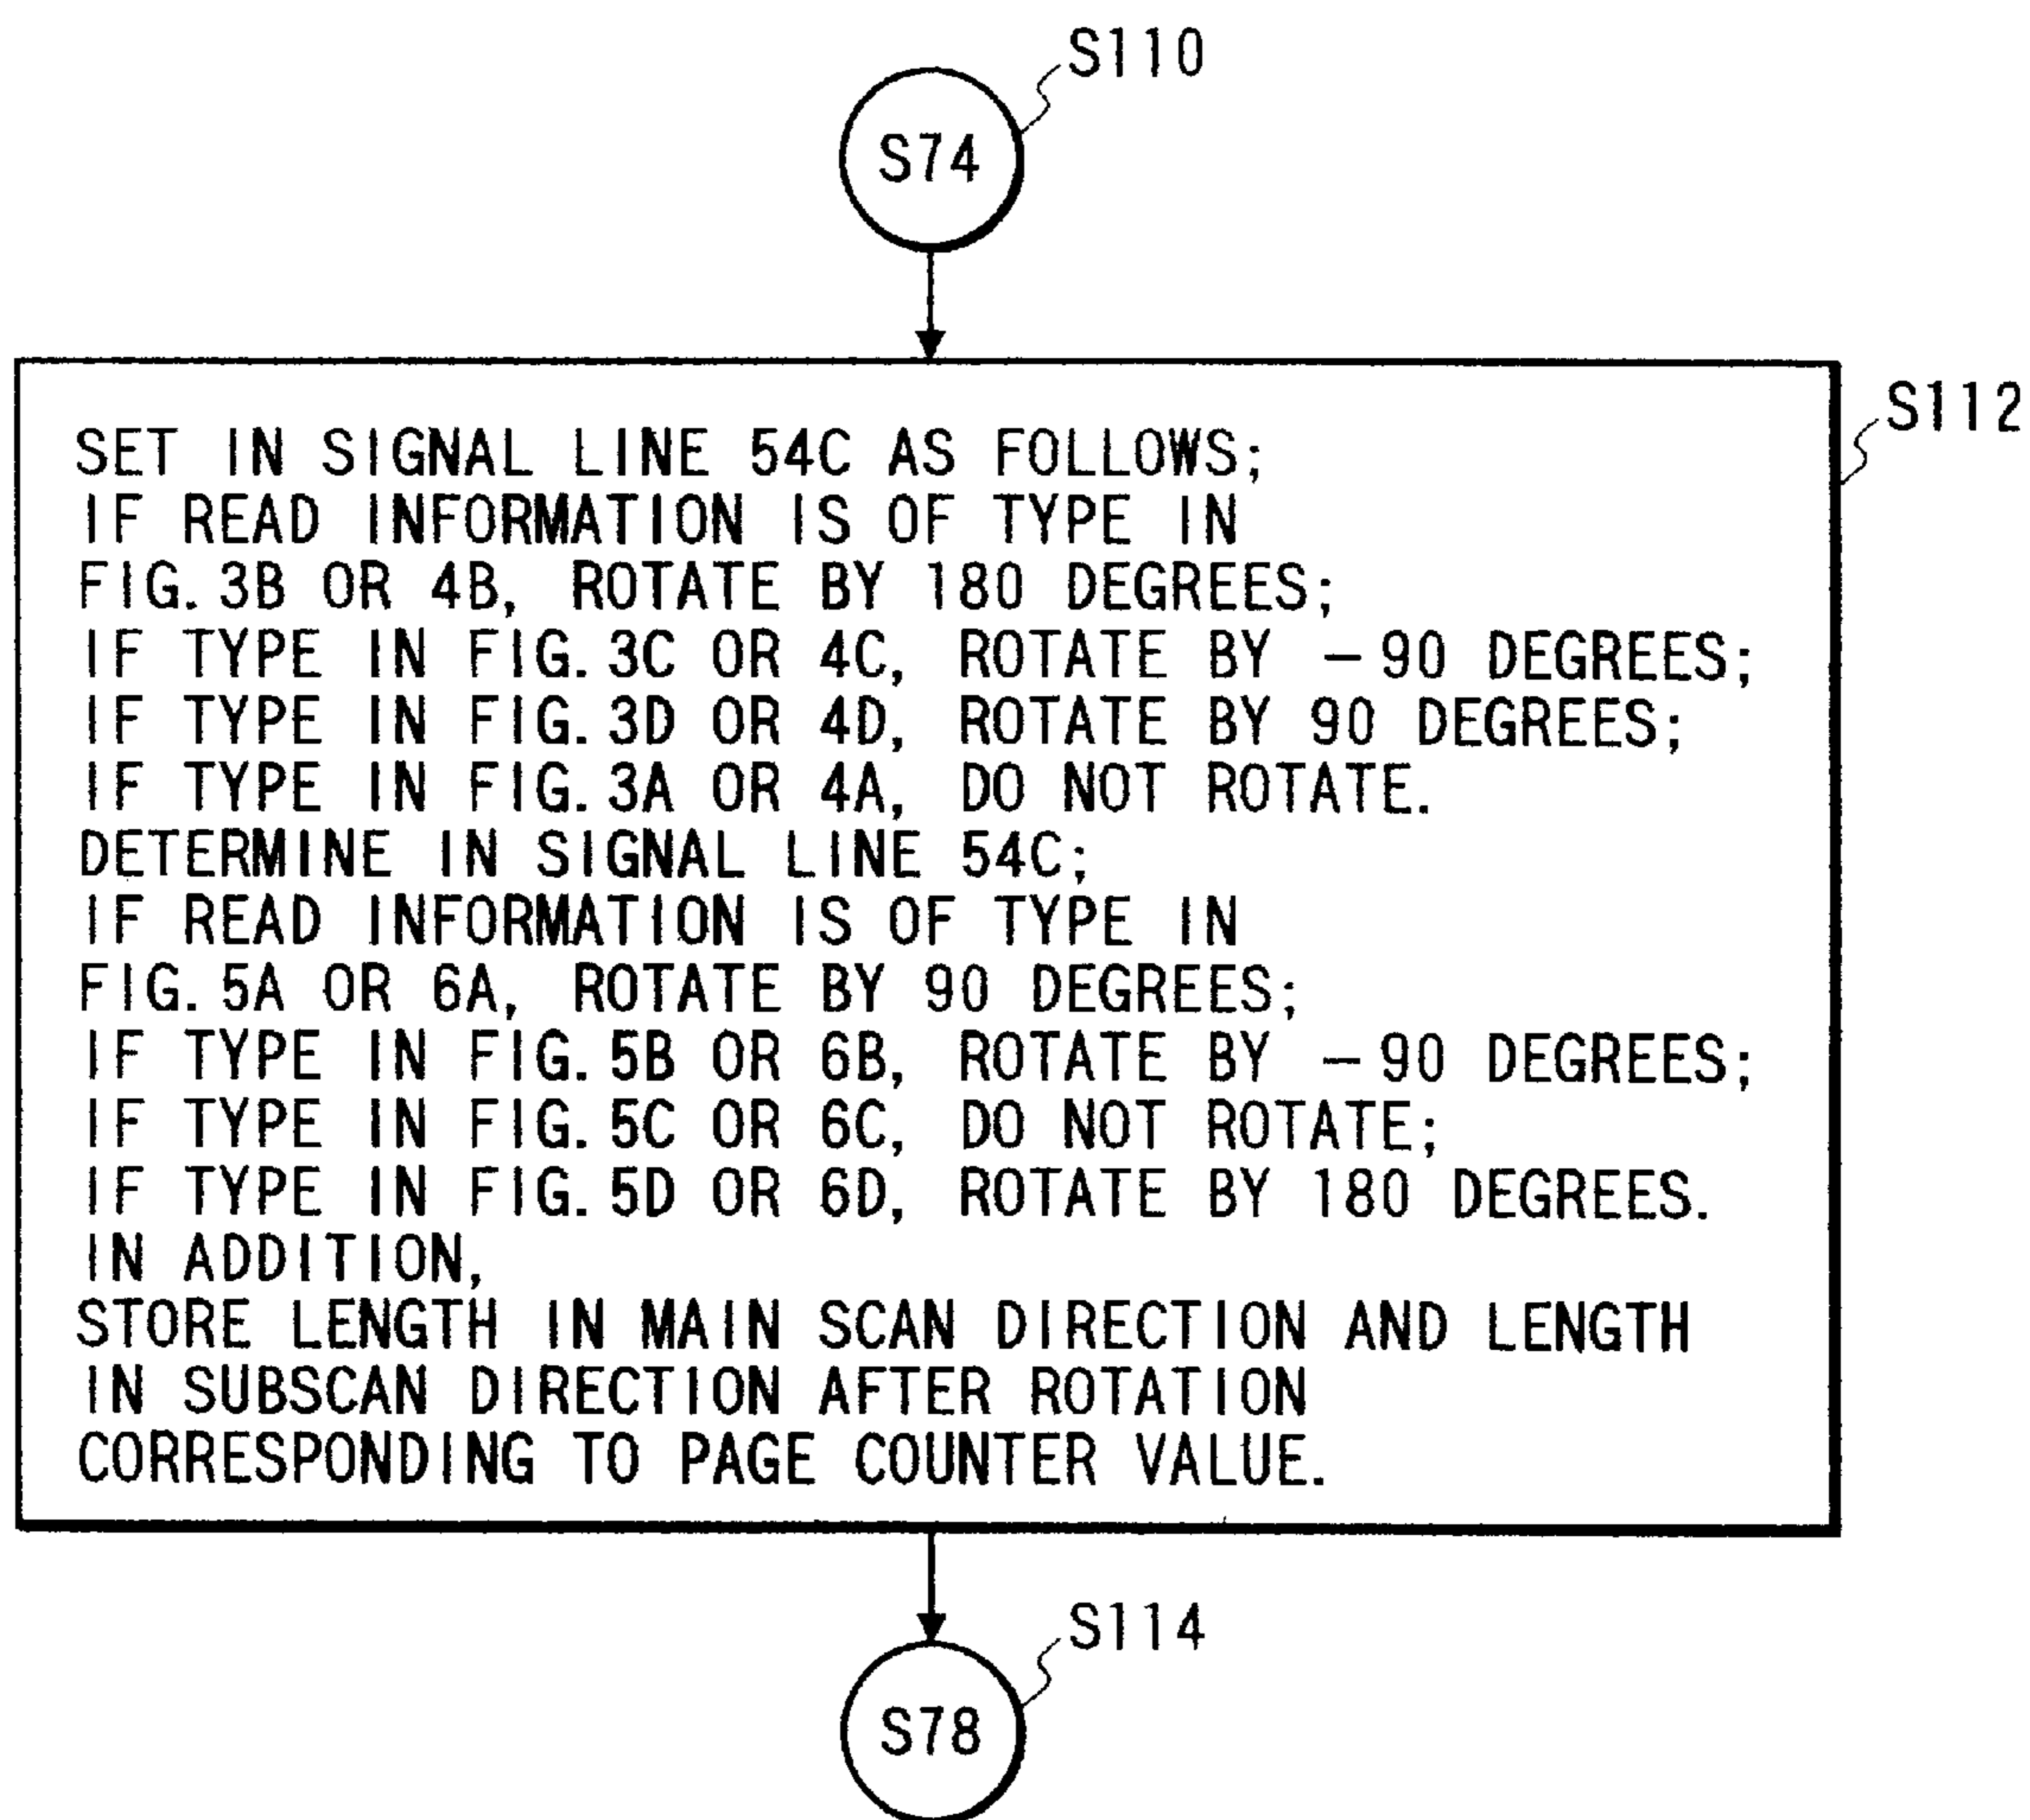 S110
S74
S112
SET IN SIGNAL LINE 54C AS FOLLOWS;
IF READ INFORMATION IS OF TYPE IN
FIG. 3B OR 4B, ROTATE BY 180 DEGREES;
IF TYPE IN FIG. 3C OR 4C, ROTATE BY −90 DEGREES;
IF TYPE IN FIG. 3D OR 4D, ROTATE BY 90 DEGREES;
IF TYPE IN FIG. 3A OR 4A, DO NOT ROTATE.
DETERMINE IN SIGNAL LINE 54C;
IF READ INFORMATION IS OF TYPE IN
FIG. 5A OR 6A, ROTATE BY 90 DEGREES;
IF TYPE IN FIG. 5B OR 6B, ROTATE BY −90 DEGREES;
IF TYPE IN FIG. 5C OR 6C, DO NOT ROTATE;
IF TYPE IN FIG. 5D OR 6D, ROTATE BY 180 DEGREES.
IN ADDITION,
STORE LENGTH IN MAIN SCAN DIRECTION AND LENGTH
IN SUBSCAN DIRECTION AFTER ROTATION
CORRESPONDING TO PAGE COUNTER VALUE.
S114
S78